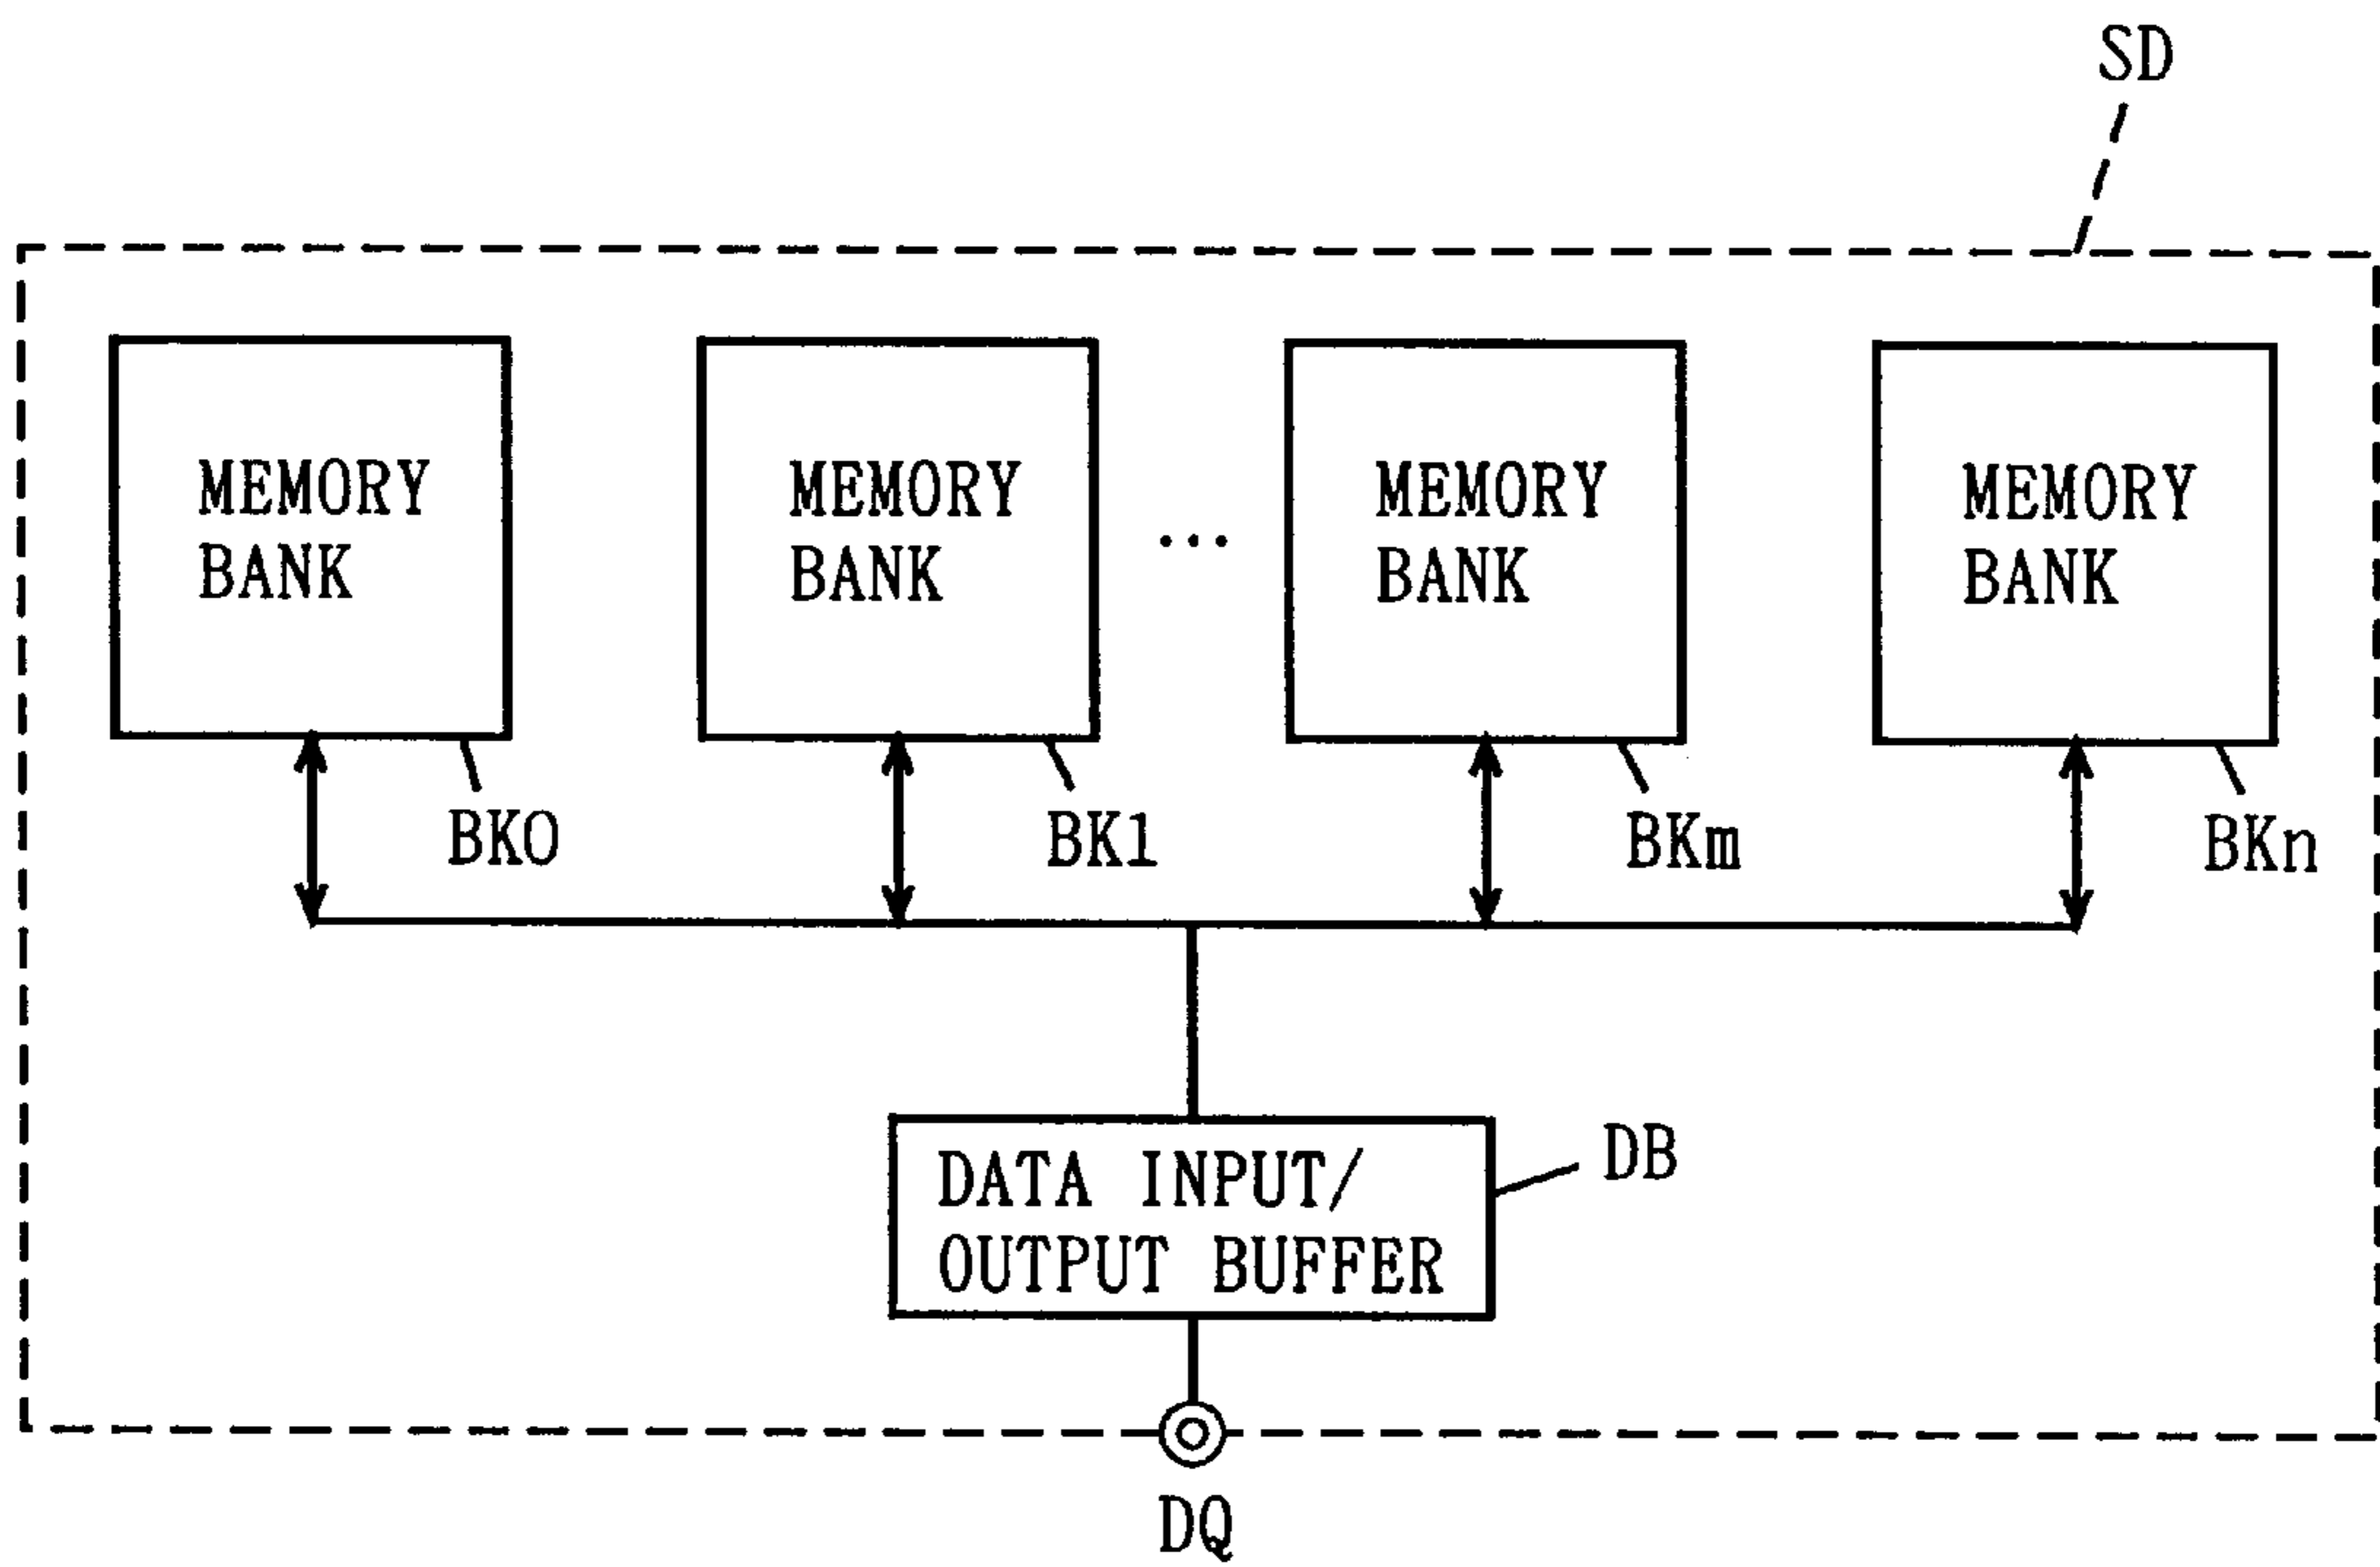 SD
MEMORY
BANK
MEMORY
BANK
...
MEMORY
BANK
MEMORY
BANK
BK0
BK1
BKm
BKn
DATA INPUT/
OUTPUT BUFFER
DB
DQ